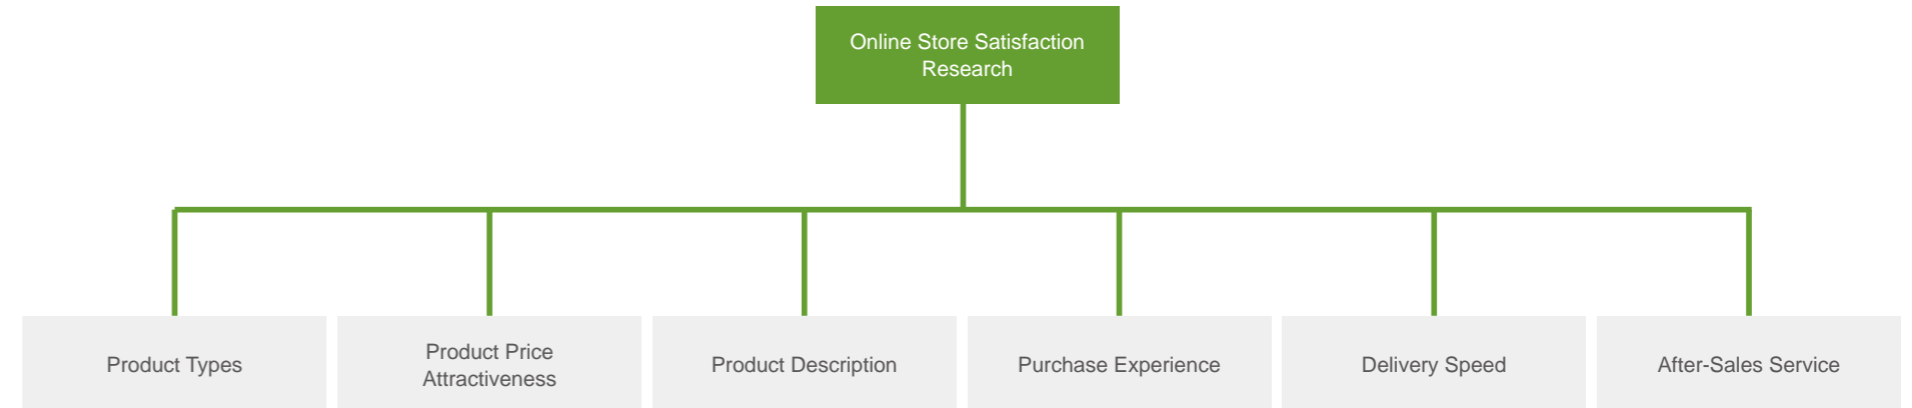 Online Store Satisfaction
Research
Product Types
Product Price
Attractiveness
Product Description
Purchase Experience
Delivery Speed
After-Sales Service